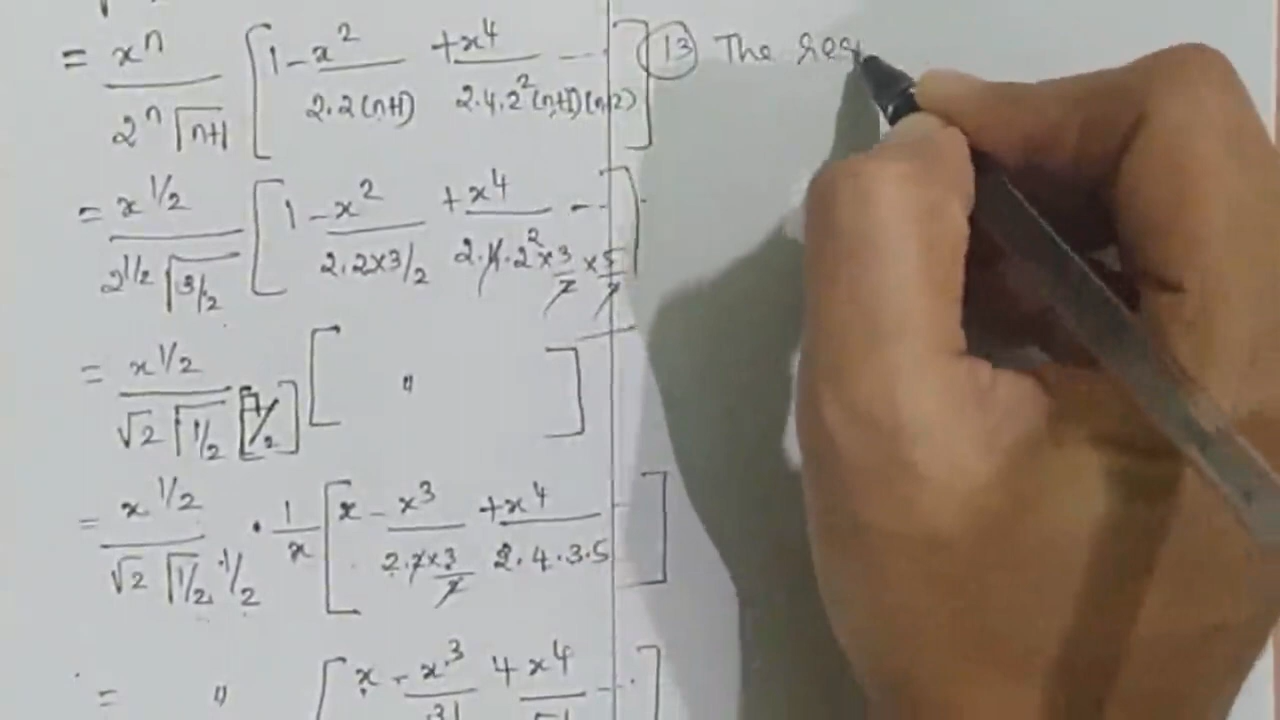 = x^n / 2^n √n+1 [1 - x^2 / 2.2(n+1) + x^4 / 2.4.2^2(n+1)(n+2) --]
(13) The
= x^1/2 / 2^1/2 √3/2 [1 - x^2 / 2.2×3/2 + x^4 / 2.4.2^2×3/2×5/2 --]
= x^1/2 / √2 √1/2 [1/2] [ " ]
= x^1/2 / √2 √1/2 .1/2 . 1/x [x - x^3 / 2.2×3/2 + x^4 / 2.4.3.5 -]
= " [x - x^3 / 3! + x^4 / 5! --]